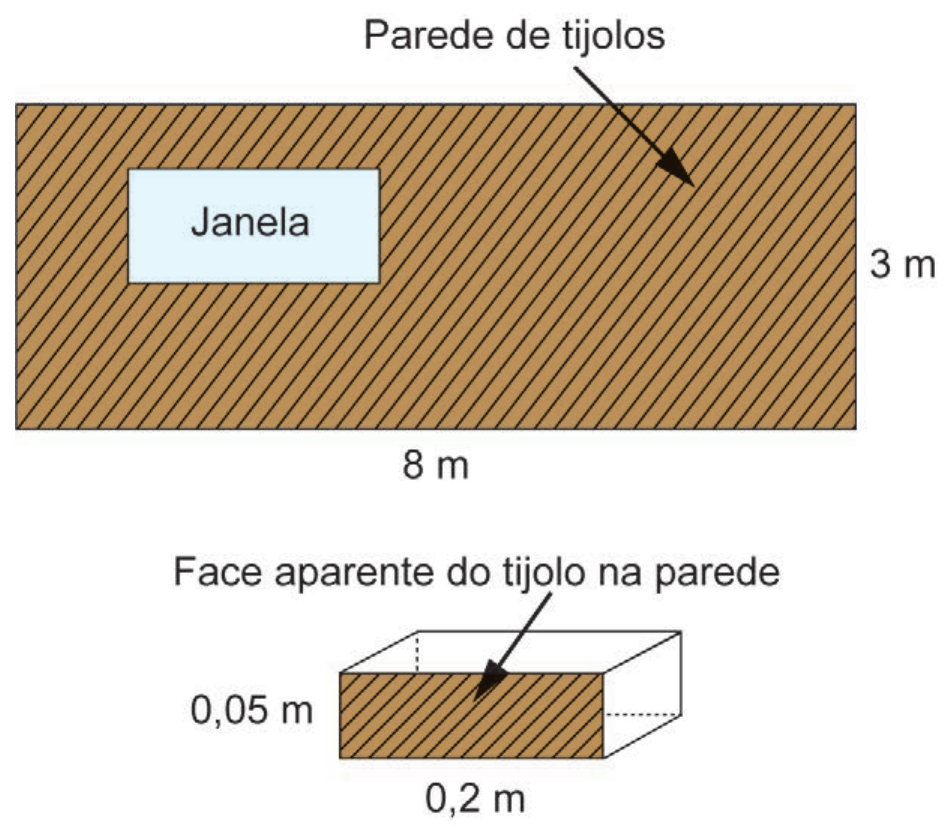 Parede de tijolos
Janela
3 m
8 m
Face aparente do tijolo na parede
0,05 m
0,2 m